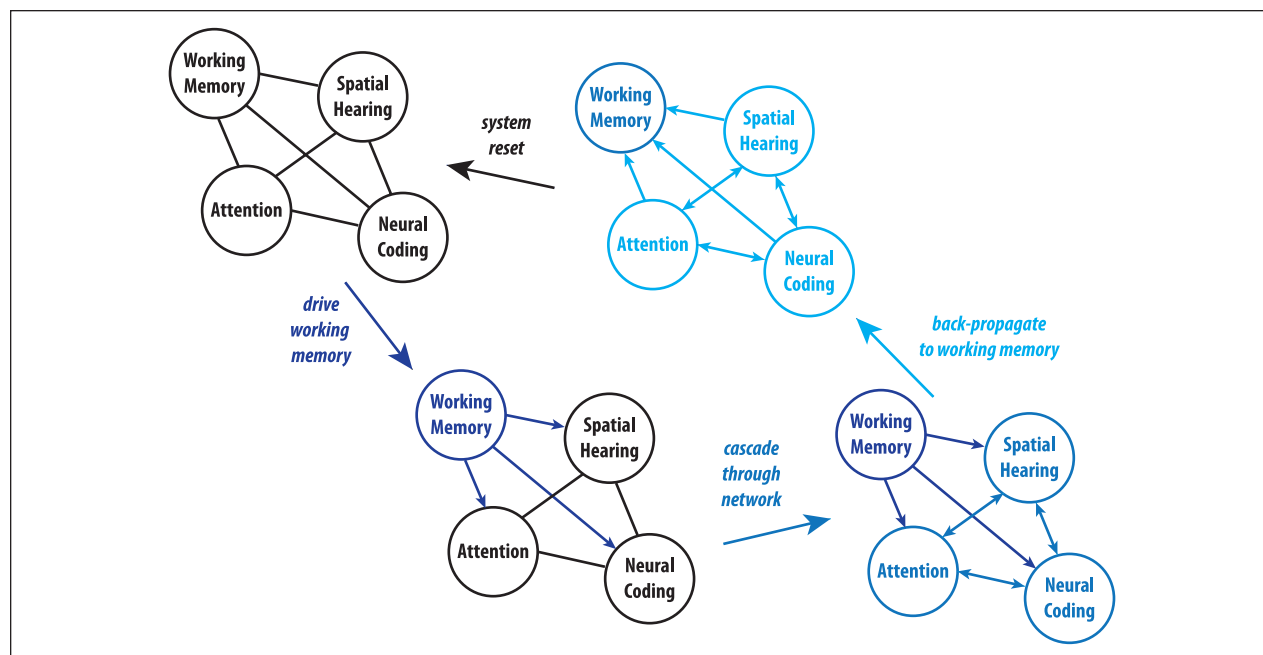 Working
Memory
Spatial
Hearing
Attention
Neural
Coding
system
reset
Working
Memory
Spatial
Hearing
Attention
Neural
Coding
drive
working
memory
back-propagate
to working memory
Working
Memory
Spatial
Hearing
Attention
Neural
Coding
cascade
through
network
Working
Memory
Spatial
Hearing
Attention
Neural
Coding